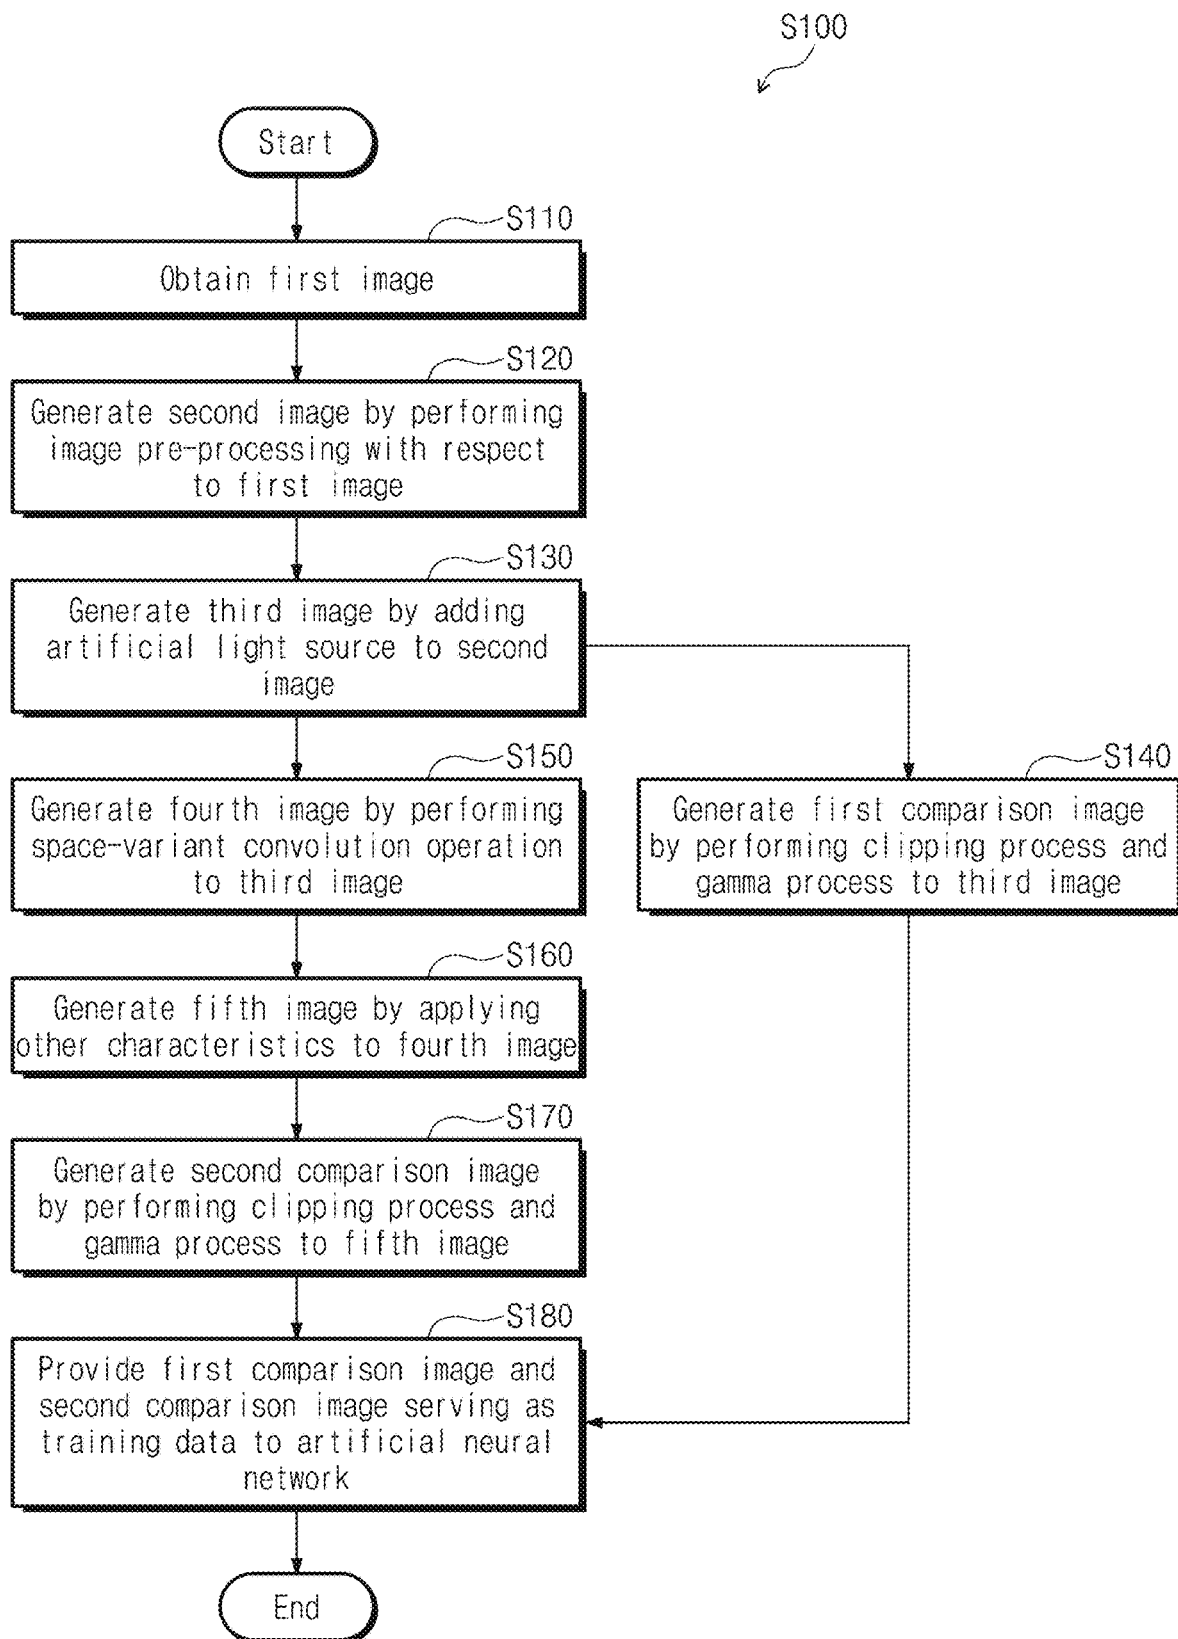 S100
Start
S110
Obtain first image
S120
Generate second image by performing
image pre-processing with respect
to first image
S130
Generate third image by adding
artificial light source to second
image
S150
Generate fourth image by performing
space-variant convolution operation
to third image
S140
Generate first comparison image
by performing clipping process and
gamma process to third image
S160
Generate fifth image by applying
other characteristics to fourth image
S170
Generate second comparison image
by performing clipping process and
gamma process to fifth image
S180
Provide first comparison image and
second comparison image serving as
training data to artificial neural
network
End